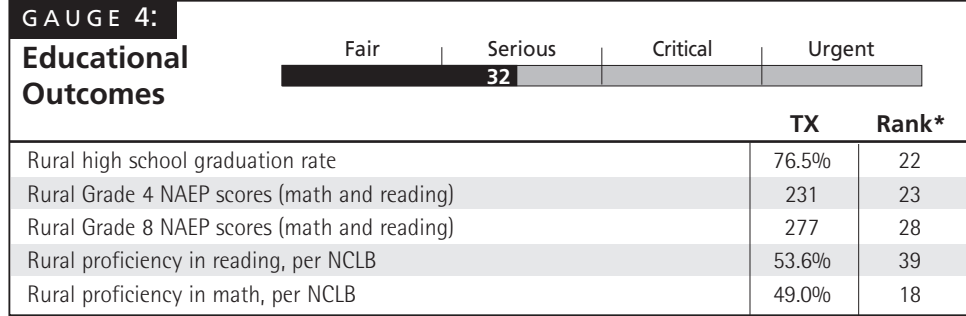 GAUGE 4:
Educational
Outcomes
Fair Serious Critical Urgent
32
TX Rank*
Rural high school graduation rate 76.5% 22
Rural Grade 4 NAEP scores (math and reading) 231 23
Rural Grade 8 NAEP scores (math and reading) 277 28
Rural proficiency in reading, per NCLB 53.6% 39
Rural proficiency in math, per NCLB 49.0% 18